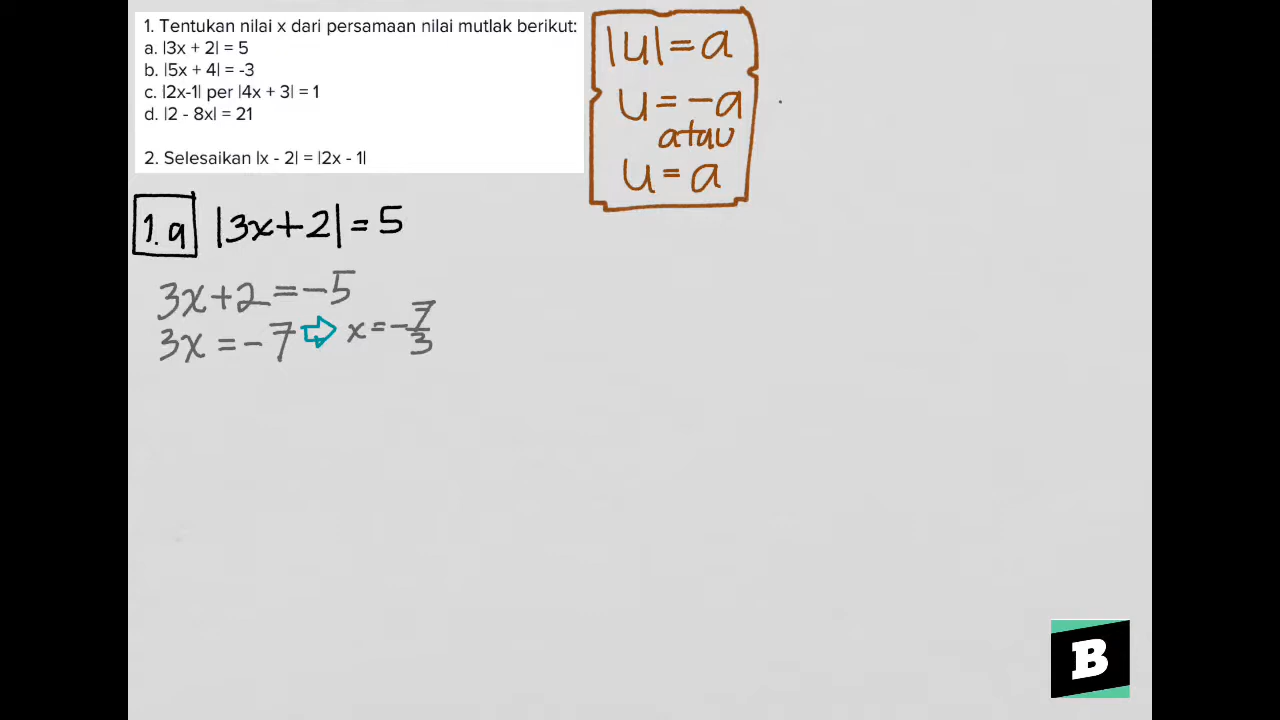 1. Tentukan nilai x dari persamaan nilai mutlak berikut:
a. |3x + 2| = 5
b. |5x + 4| = -3
c. |2x-1| per |4x + 3| = 1
d. |2 - 8x| = 21
2. Selesaikan |x - 2| = |2x - 1|
|u| = a
u = -a
atau
u = a
1. a |3x+2| = 5
3x+2 = -5
3x = -7 ⇨ x = -7/3
B